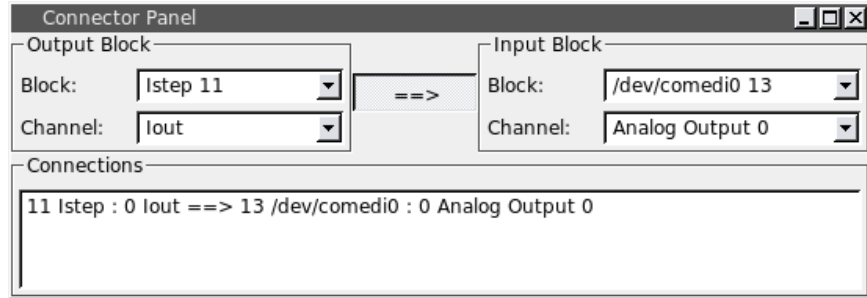 Connector Panel
Output Block
Block: Istep 11
Channel: Iout
==>
Input Block
Block: /dev/comedi0 13
Channel: Analog Output 0
Connections
11 Istep : 0 Iout ==> 13 /dev/comedi0 : 0 Analog Output 0